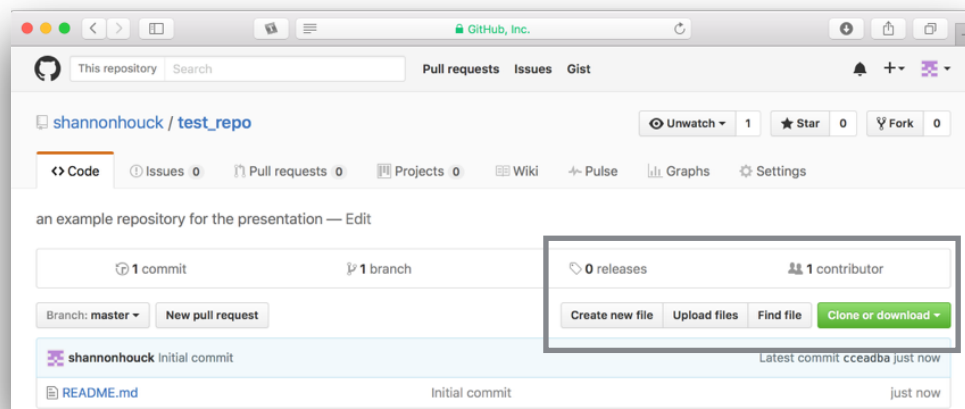 GitHub, Inc.
This repository Search Pull requests Issues Gist
shannonhouck / test_repo Unwatch 1 Star 0 Fork 0
Code Issues 0 Pull requests 0 Projects 0 Wiki Pulse Graphs Settings
an example repository for the presentation — Edit
1 commit 1 branch 0 releases 1 contributor
Branch: master New pull request Create new file Upload files Find file Clone or download
shannonhouck Initial commit Latest commit cceadba just now
README.md Initial commit just now